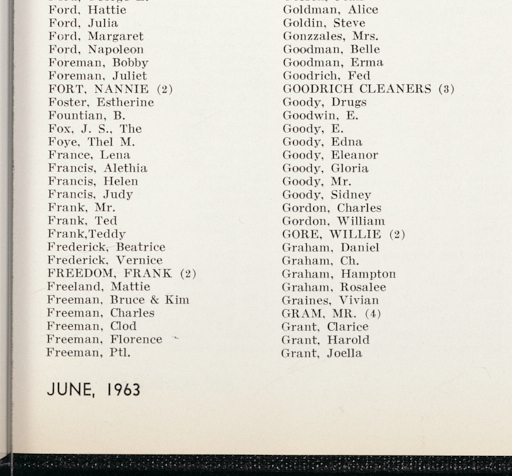 Ford, Hattie
Ford, Julia
Ford, Margaret
Ford, Napoleon
Foreman, Bobby
Foreman, Juliet
FORT, NANNIE (2)
Foster, Estherine
Fountian, B.
Fox, J. S., The
Foye, Thel M.
France, Lena
Francis, Alethia
Francis, Helen
Francis, Judy
Frank, Mr.
Frank, Ted
Frank,Teddy
Frederick, Beatrice
Frederick, Vernice
FREEDOM, FRANK (2)
Freeland, Mattie
Freeman, Bruce & Kim
Freeman, Charles
Freeman, Clod
Freeman, Florence
Freeman, Ptl.
Goldman, Alice
Goldin, Steve
Gonzzales, Mrs.
Goodman, Belle
Goodman, Erma
Goodrich, Fed
GOODRICH CLEANERS (3)
Goody, Drugs
Goodwin, E.
Goody, E.
Goody, Edna
Goody, Eleanor
Goody, Gloria
Goody, Mr.
Goody, Sidney
Gordon, Charles
Gordon, William
GORE, WILLIE (2)
Graham, Daniel
Graham, Ch.
Graham, Hampton
Graham, Rosalee
Graines, Vivian
GRAM, MR. (4)
Grant, Clarice
Grant, Harold
Grant, Joella
JUNE, 1963